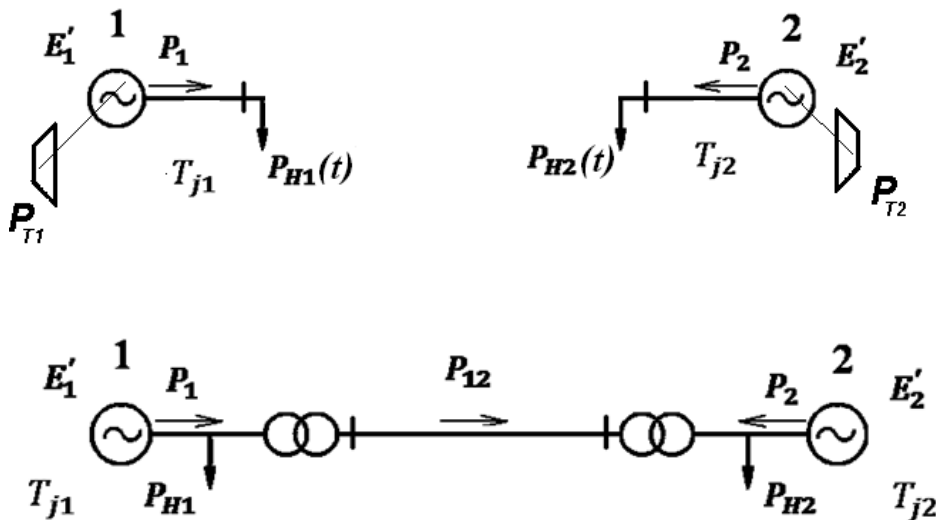 1 2
E'₁ P₁ P₂ E'₂
T_j1 P_H1(t) P_H2(t) T_j2
P_T1 P_T2
1 2
E'₁ P₁ P₁₂ P₂ E'₂
T_j1 P_H1 P_H2 T_j2